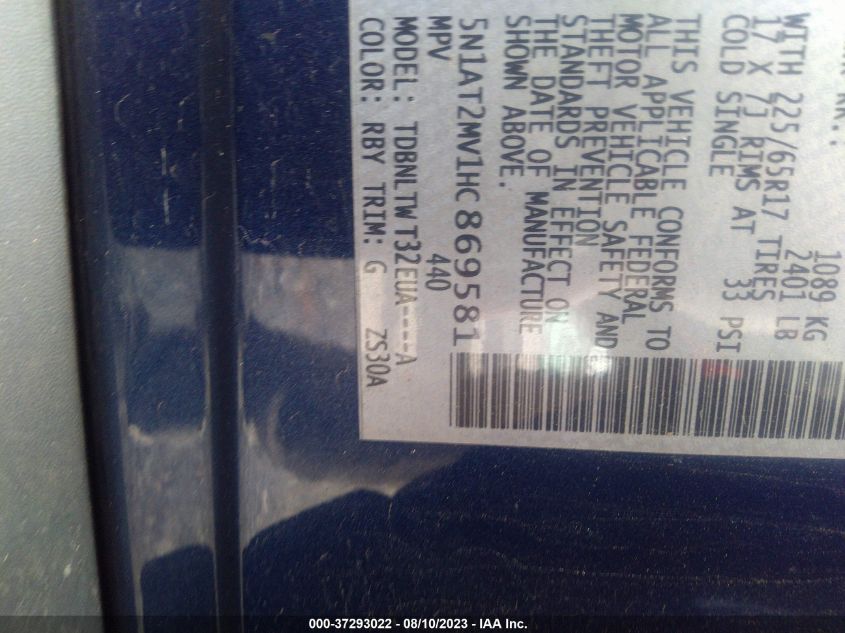 NR.:
1089 KG
2401 LB
WITH 225/65R17 TIRES
17 X 7J RIMS AT 33 PSI
COLD SINGLE
THIS VEHICLE CONFORMS TO
ALL APPLICABLE FEDERAL
MOTOR VEHICLE SAFETY AND
THEFT PREVENTION
STANDARDS IN EFFECT ON
THE DATE OF MANUFACTURE
SHOWN ABOVE.
5N1AT2MV1HC869581
MPV 440
MODEL: TDBNLTWT32EUA----A
COLOR: RBY TRIM: G ZS30A
000-37293022 - 08/10/2023 - IAA Inc.